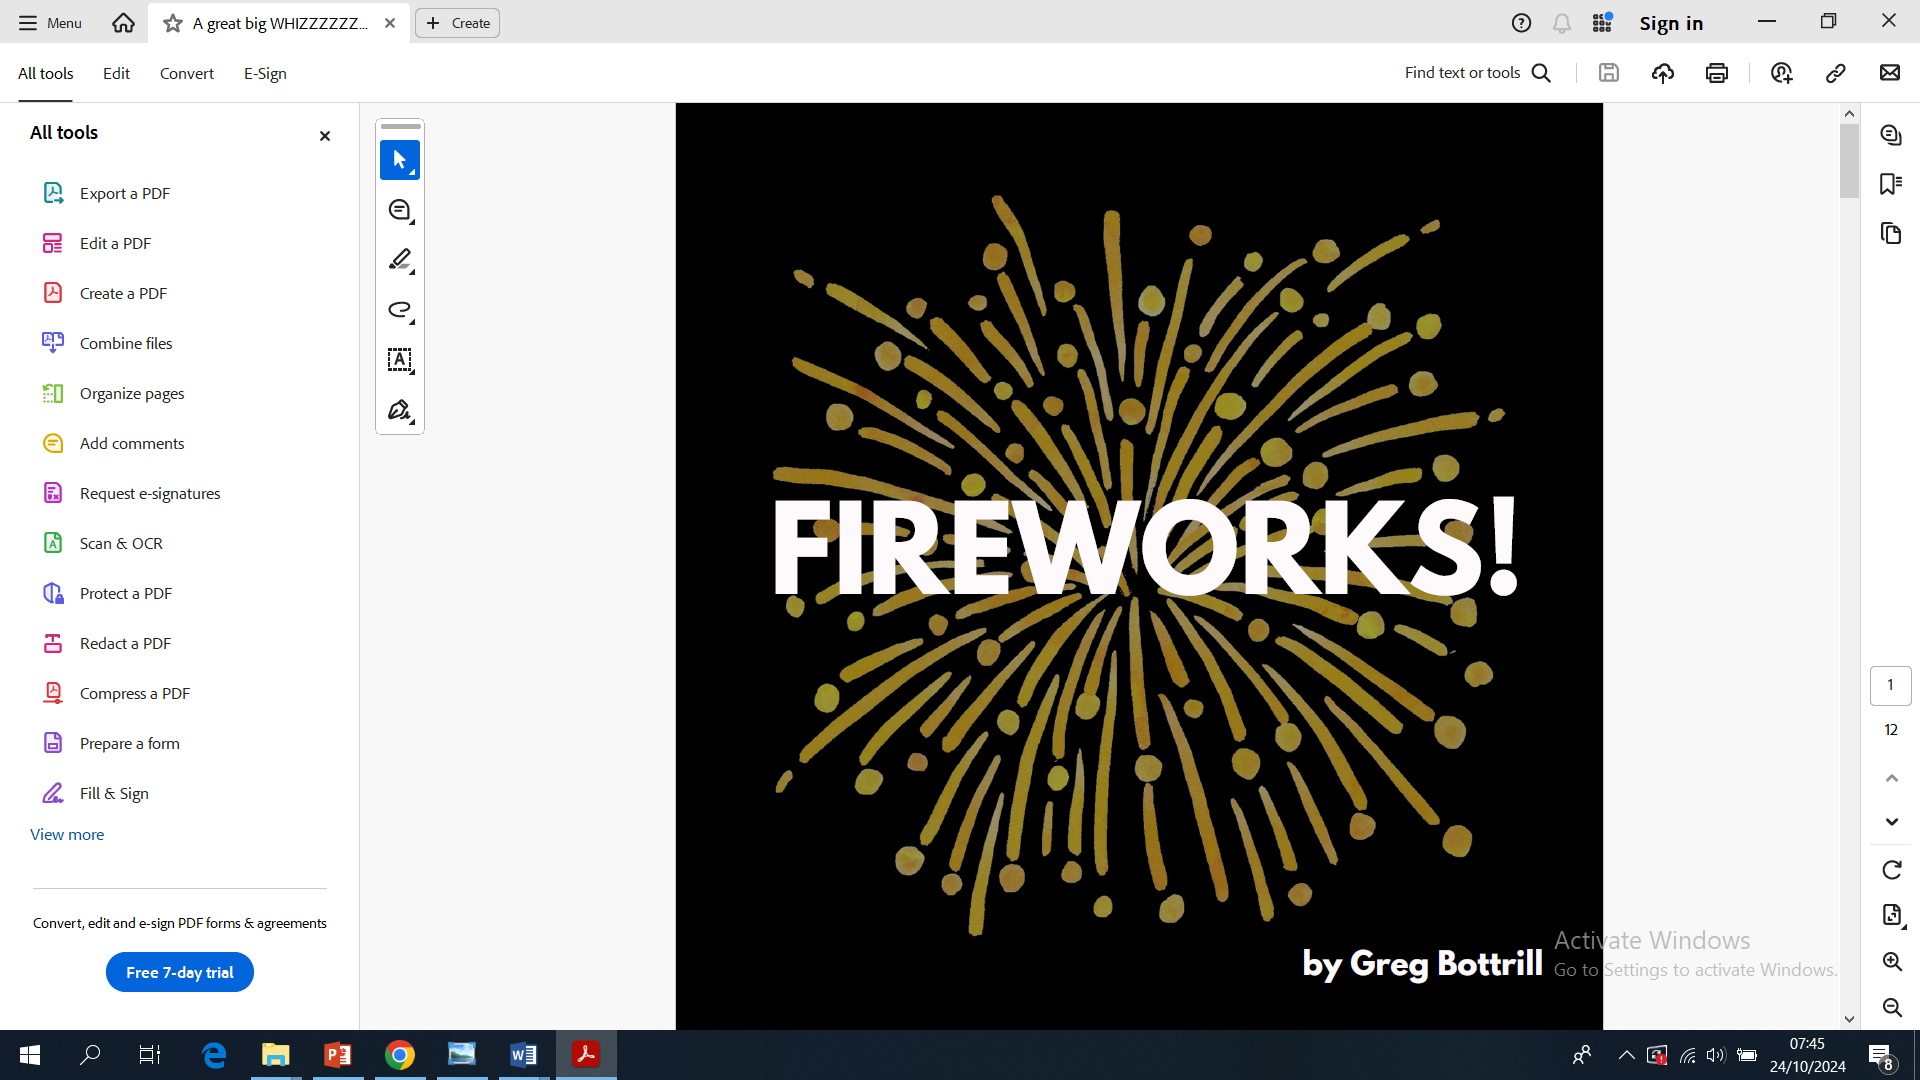 Menu
A great big WHIZZZZZZ...
Create
Sign in
All tools
Edit
Convert
E-Sign
Find text or tools
All tools
Export a PDF
Edit a PDF
Create a PDF
Combine files
Organize pages
Add comments
Request e-signatures
Scan & OCR
Protect a PDF
Redact a PDF
Compress a PDF
Prepare a form
Fill & Sign
View more
Convert, edit and e-sign PDF forms & agreements
Free 7-day trial
FIREWORKS!
by Greg Bottrill
Activate Windows
Go to Settings to activate Windows.
1
12
07:45
24/10/2024
8